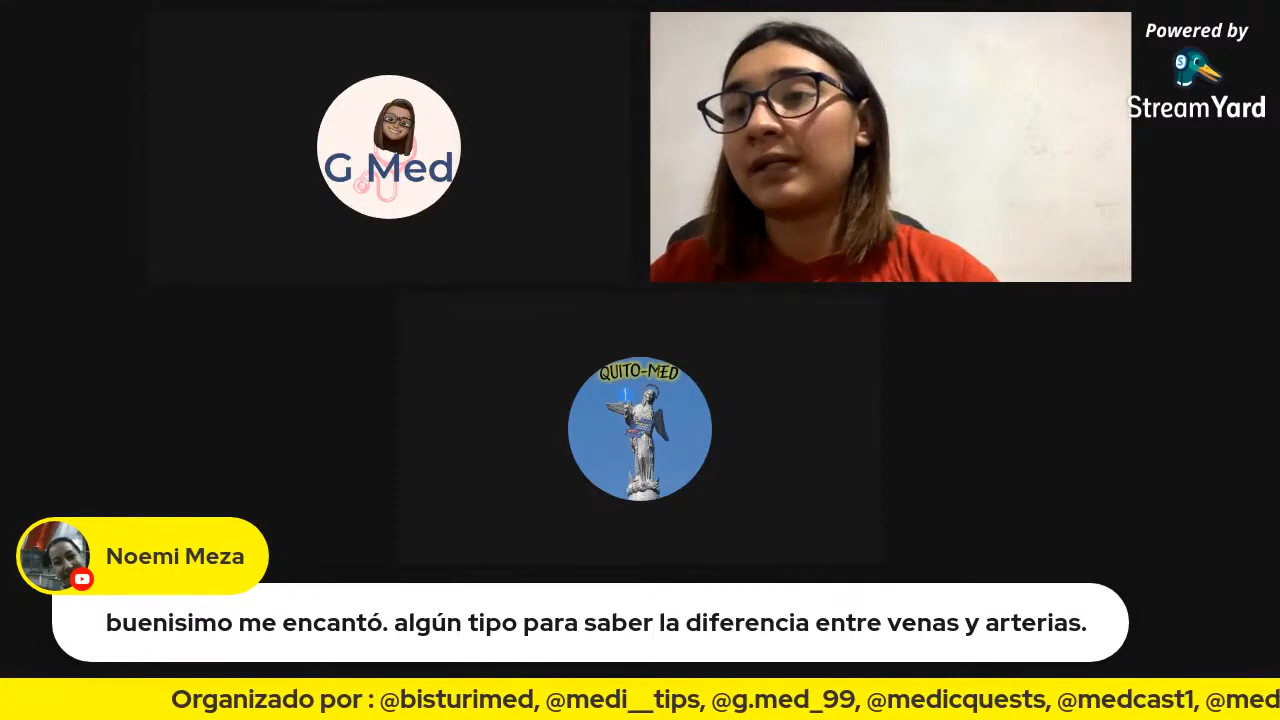 Powered by
StreamYard
G Med
QUITO-MED
Noemi Meza
buenisimo me encantó. algún tipo para saber la diferencia entre venas y arterias.
Organizado por : @bisturimed, @medi__tips, @g.med_99, @medicquests, @medcast1, @med